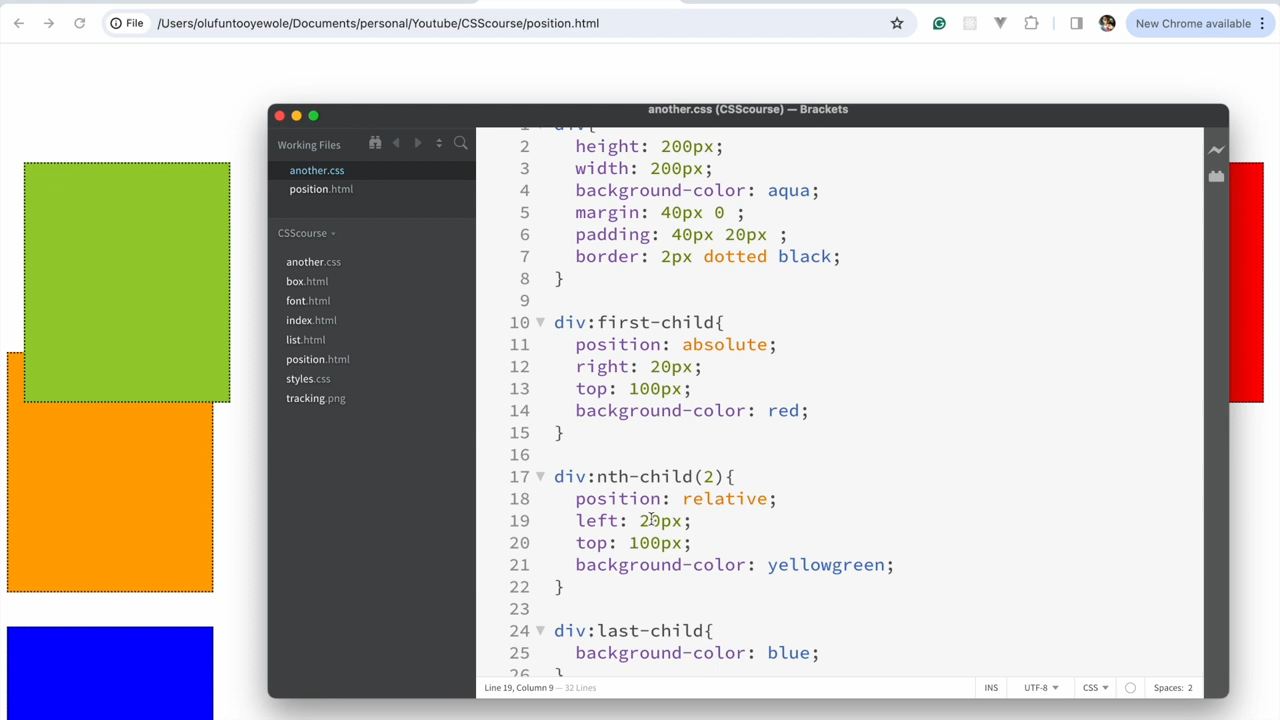 File /Users/olufuntooyewole/Documents/personal/Youtube/CSScourse/position.html New Chrome available
another.css (CSScourse) — Brackets
Working Files
another.css
position.html
CSScourse
another.css
box.html
font.html
index.html
list.html
position.html
styles.css
tracking.png
1 div{
2 height: 200px;
3 width: 200px;
4 background-color: aqua;
5 margin: 40px 0 ;
6 padding: 40px 20px ;
7 border: 2px dotted black;
8 }
9
10 div:first-child{
11 position: absolute;
12 right: 20px;
13 top: 100px;
14 background-color: red;
15 }
16
17 div:nth-child(2){
18 position: relative;
19 left: 20px;
20 top: 100px;
21 background-color: yellowgreen;
22 }
23
24 div:last-child{
25 background-color: blue;
26 }
Line 19, Column 9 — 32 Lines INS UTF-8 CSS Spaces: 2